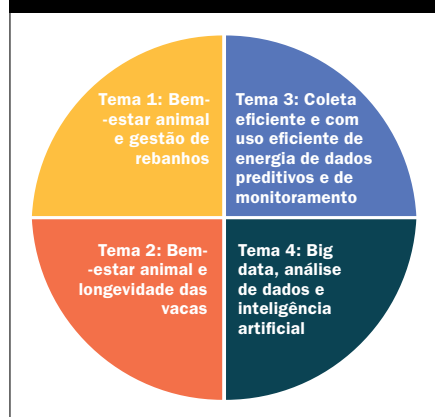 Tema 1: Bem-
-estar animal
e gestão de
rebanhos
Tema 3: Coleta
eficiente e com
uso eficiente de
energia de dados
preditivos e de
monitoramento
Tema 2: Bem-
-estar animal e
longevidade das
vacas
Tema 4: Big
data, análise
de dados e
inteligência
artificial